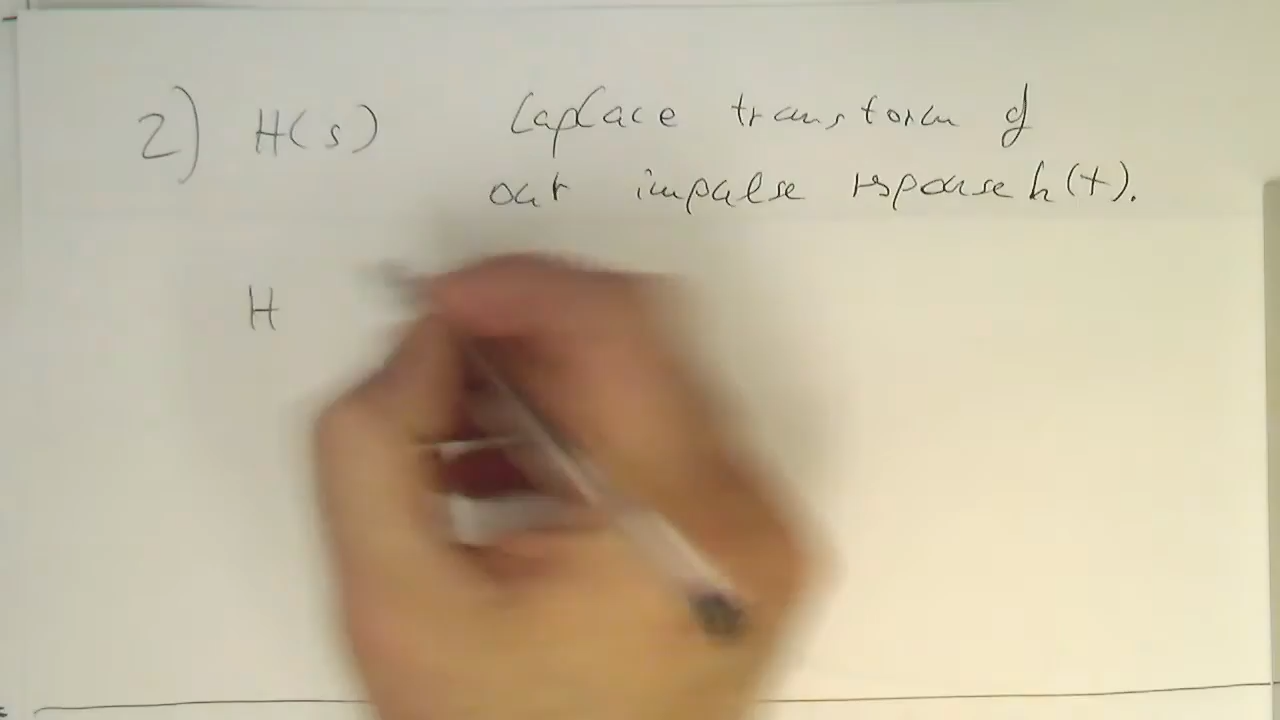 2) H(s) Laplace transform of
our impulse response h(t).
H